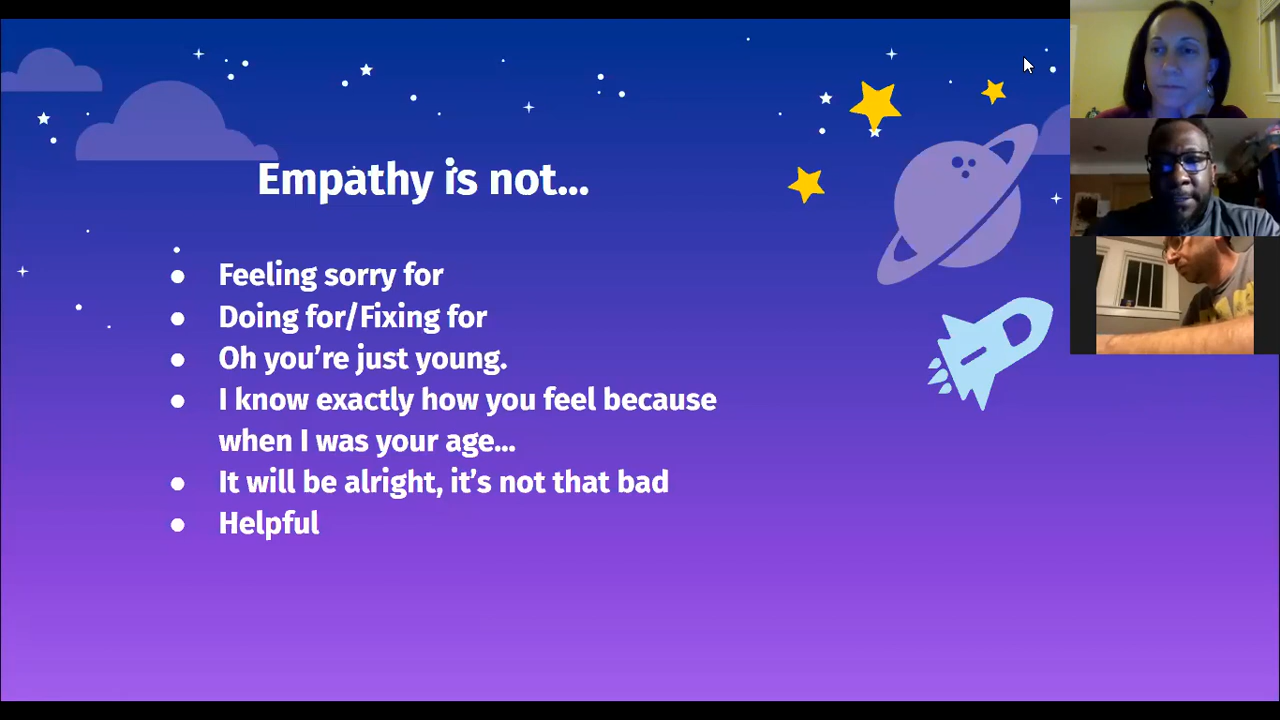 Empathy is not...
● Feeling sorry for
● Doing for/Fixing for
● Oh you’re just young.
● I know exactly how you feel because
when I was your age...
● It will be alright, it’s not that bad
● Helpful